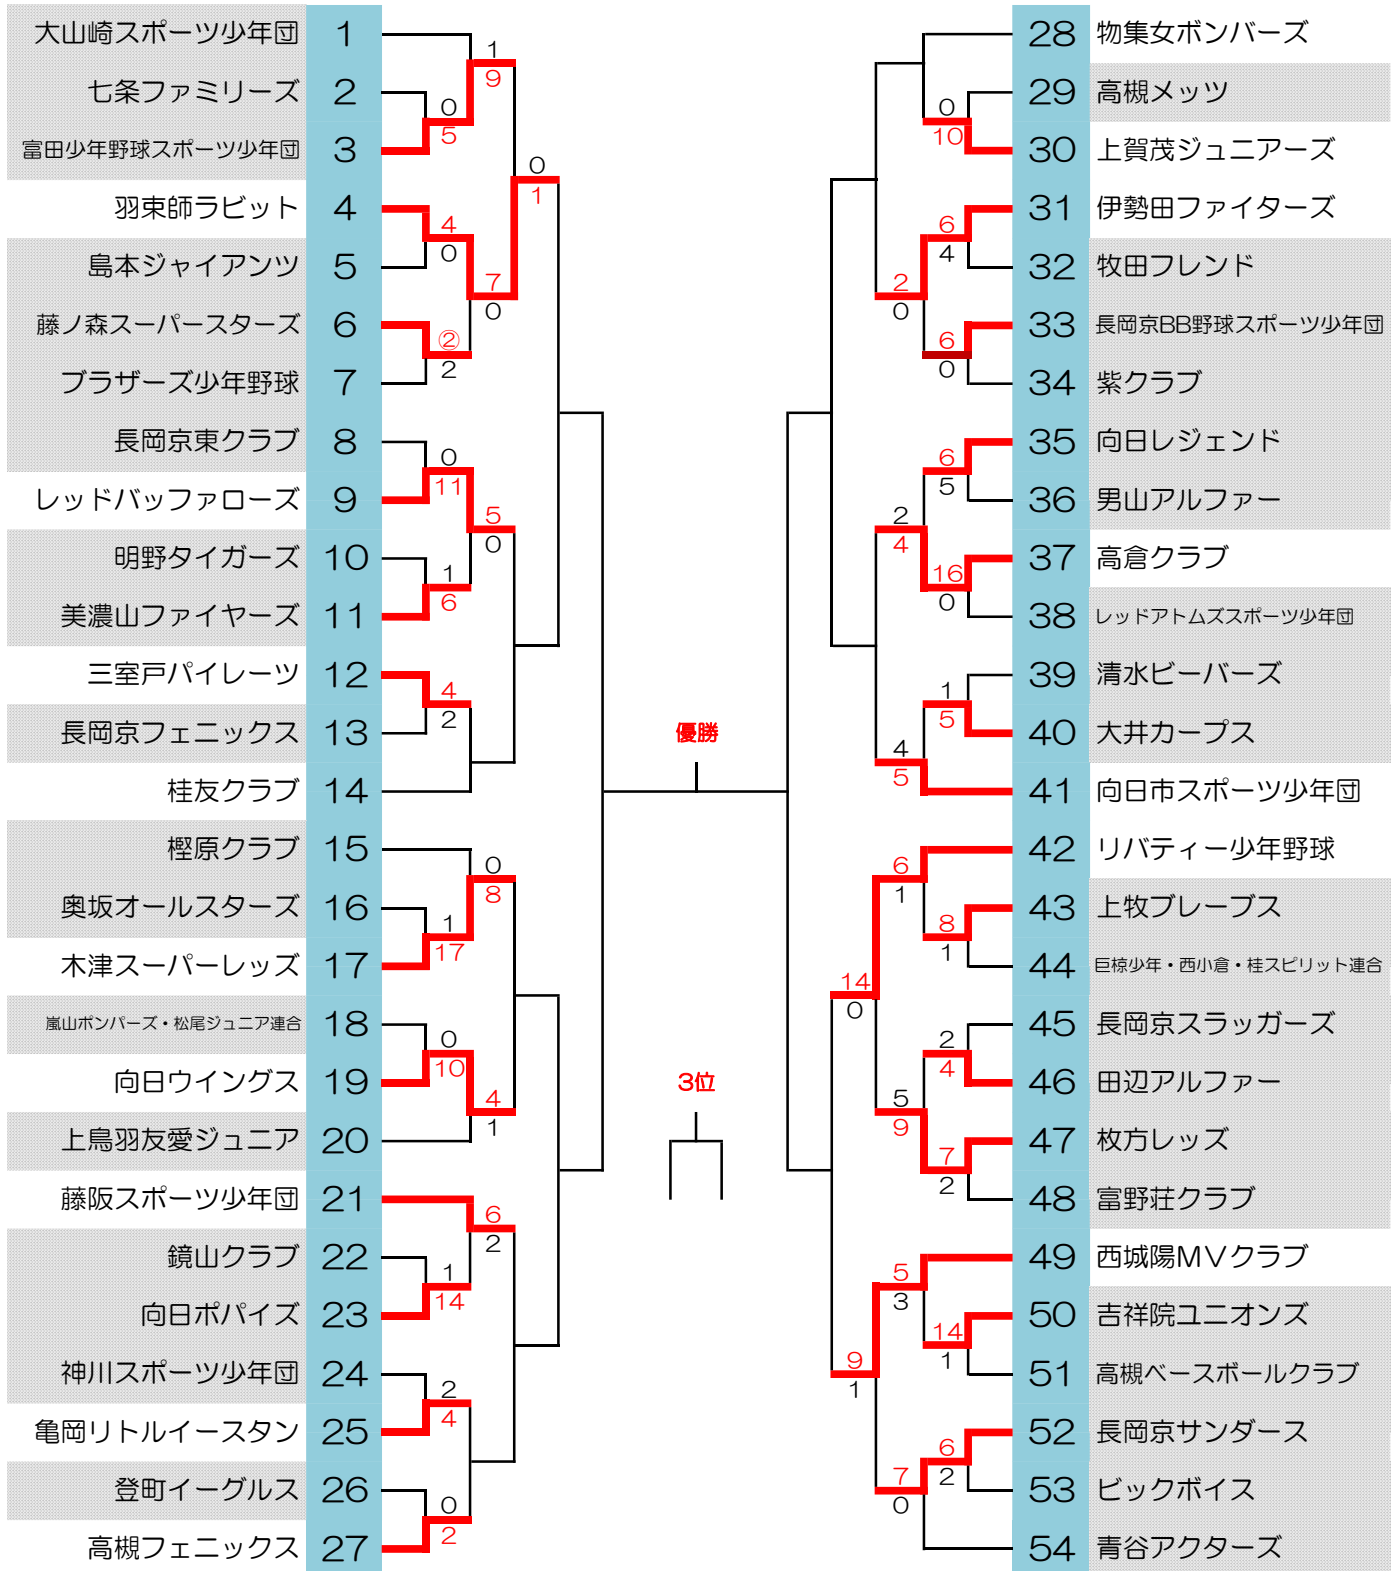 大山崎スポーツ少年団 1
七条ファミリーズ 2
富田少年野球スポーツ少年団 3
羽束師ラビット 4
島本ジャイアンツ 5
藤ノ森スーパースターズ 6
ブラザーズ少年野球 7
長岡京東クラブ 8
レッドバッファローズ 9
明野タイガーズ 10
美濃山ファイヤーズ 11
三室戸パイレーツ 12
長岡京フェニックス 13
桂友クラブ 14
樫原クラブ 15
奥坂オールスターズ 16
木津スーパーレッズ 17
嵐山ボンバーズ・松尾ジュニア連合 18
向日ウイングス 19
上鳥羽友愛ジュニア 20
藤阪スポーツ少年団 21
鏡山クラブ 22
向日ポパイズ 23
神川スポーツ少年団 24
亀岡リトルイースタン 25
登町イーグルス 26
高槻フェニックス 27
0
5
4
0
②
2
0
11
1
6
4
2
1
17
0
10
1
14
2
4
0
2
1
9
7
0
5
0
0
8
4
1
6
2
0
1
優勝
3位
14
0
9
1
2
0
2
4
4
5
6
1
5
9
5
3
7
0
0
10
6
4
6
0
6
5
16
0
1
5
8
1
2
4
7
2
14
1
6
2
28 物集女ボンバーズ
29 高槻メッツ
30 上賀茂ジュニアーズ
31 伊勢田ファイターズ
32 牧田フレンド
33 長岡京BB野球スポーツ少年団
34 紫クラブ
35 向日レジェンド
36 男山アルファー
37 高倉クラブ
38 レッドアトムズスポーツ少年団
39 清水ビーバーズ
40 大井カープス
41 向日市スポーツ少年団
42 リバティー少年野球
43 上牧ブレーブス
44 巨椋少年・西小倉・桂スピリット連合
45 長岡京スラッガーズ
46 田辺アルファー
47 枚方レッズ
48 富野荘クラブ
49 西城陽MVクラブ
50 吉祥院ユニオンズ
51 高槻ベースボールクラブ
52 長岡京サンダース
53 ビックボイス
54 青谷アクターズ